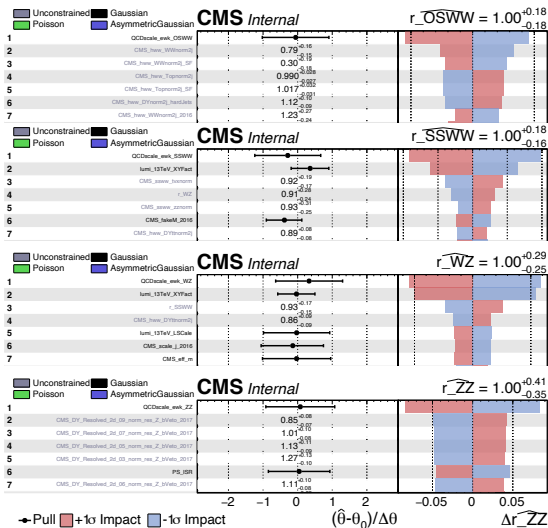 Unconstrained Gaussian
Poisson AsymmetricGaussian
CMS Internal
r_OSWW = 1.00 +0.18 -0.18
1 QCDscale_ewk_OSWW
2 CMS_hww_WWnorm2j 0.79
3 CMS_hww_WWnorm2j_SF 0.30
4 CMS_hww_Topnorm2j 0.990
5 CMS_hww_Topnorm2j_SF 1.017
6 CMS_hww_DYnorm2j_hardJets 1.12
7 CMS_hww_WWnorm2j_2016 1.23
Unconstrained Gaussian
Poisson AsymmetricGaussian
CMS Internal
r_SSWW = 1.00 +0.18 -0.16
1 QCDscale_ewk_SSWW
2 lumi_13TeV_XYFact
3 0.92
4 r_WZ 0.91
5 0.93
6 CMS_fakeM_2016
7 CMS_hww_DYttnorm2j 0.89
Unconstrained Gaussian
Poisson AsymmetricGaussian
CMS Internal
r_WZ = 1.00 +0.29 -0.25
1 QCDscale_ewk_WZ
2 lumi_13TeV_XYFact
3 r_SSWW 0.93
4 CMS_hww_DYttnorm2j 0.86
5 lumi_13TeV_LSCale
6 CMS_scale_j_2016
7 CMS_eff_m
Unconstrained Gaussian
Poisson AsymmetricGaussian
CMS Internal
r_ZZ = 1.00 +0.41 -0.35
1 QCDscale_ewk_ZZ
2 CMS_DY_Resolved_2d_09_norm_res_Z_bVeto_2017 0.85
3 CMS_DY_Resolved_2d_07_norm_res_Z_bVeto_2017 1.01
4 CMS_DY_Resolved_2d_05_norm_res_Z_bVeto_2017 1.13
5 CMS_DY_Resolved_2d_03_norm_res_Z_bVeto_2017 1.27
6 PS_ISR
7 CMS_DY_Resolved_2d_06_norm_res_Z_bVeto_2017 1.11
−2 −1 0 1 2 −0.05 0 0.05
Pull +1σ Impact -1σ Impact (θ̂-θ₀)/Δθ Δr_ZZ